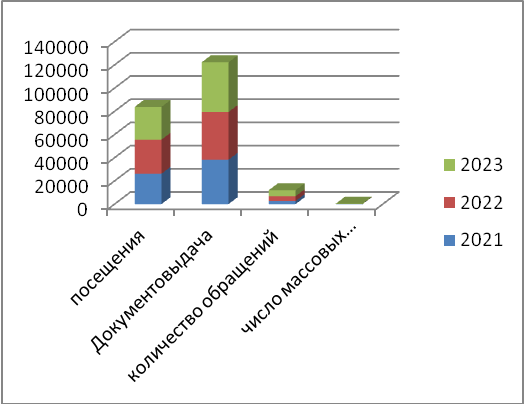 140000
120000
100000
80000
60000
40000
20000
0
посещения
Документовыдача
количество обращений
число массовых...
2023
2022
2021